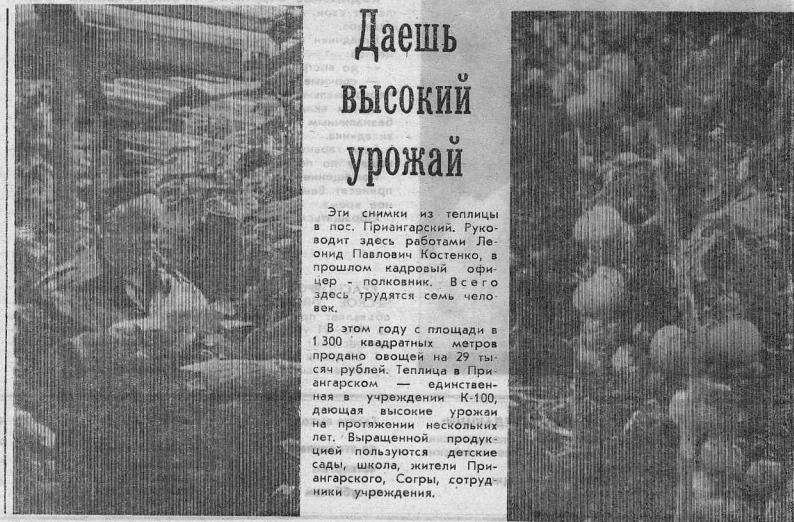 Даешь
высокий
урожай
Эти снимки из теплицы
в пос. Приангарский. Руко-
водит здесь работами Ле-
онид Павлович Костенко, в
прошлом кадровый офи-
цер - полковник. Всего
здесь трудятся семь чело-
век.
В этом году с площади в
1 300 квадратных метров
продано овощей на 29 ты-
сяч рублей. Теплица в При-
ангарском — единствен-
ная в учреждении К-100,
дающая высокие урожаи
на протяжении нескольких
лет. Выращенной продук-
цией пользуются детские
сады, школа, жители При-
ангарского, Согры, сотруд-
ники учреждения.